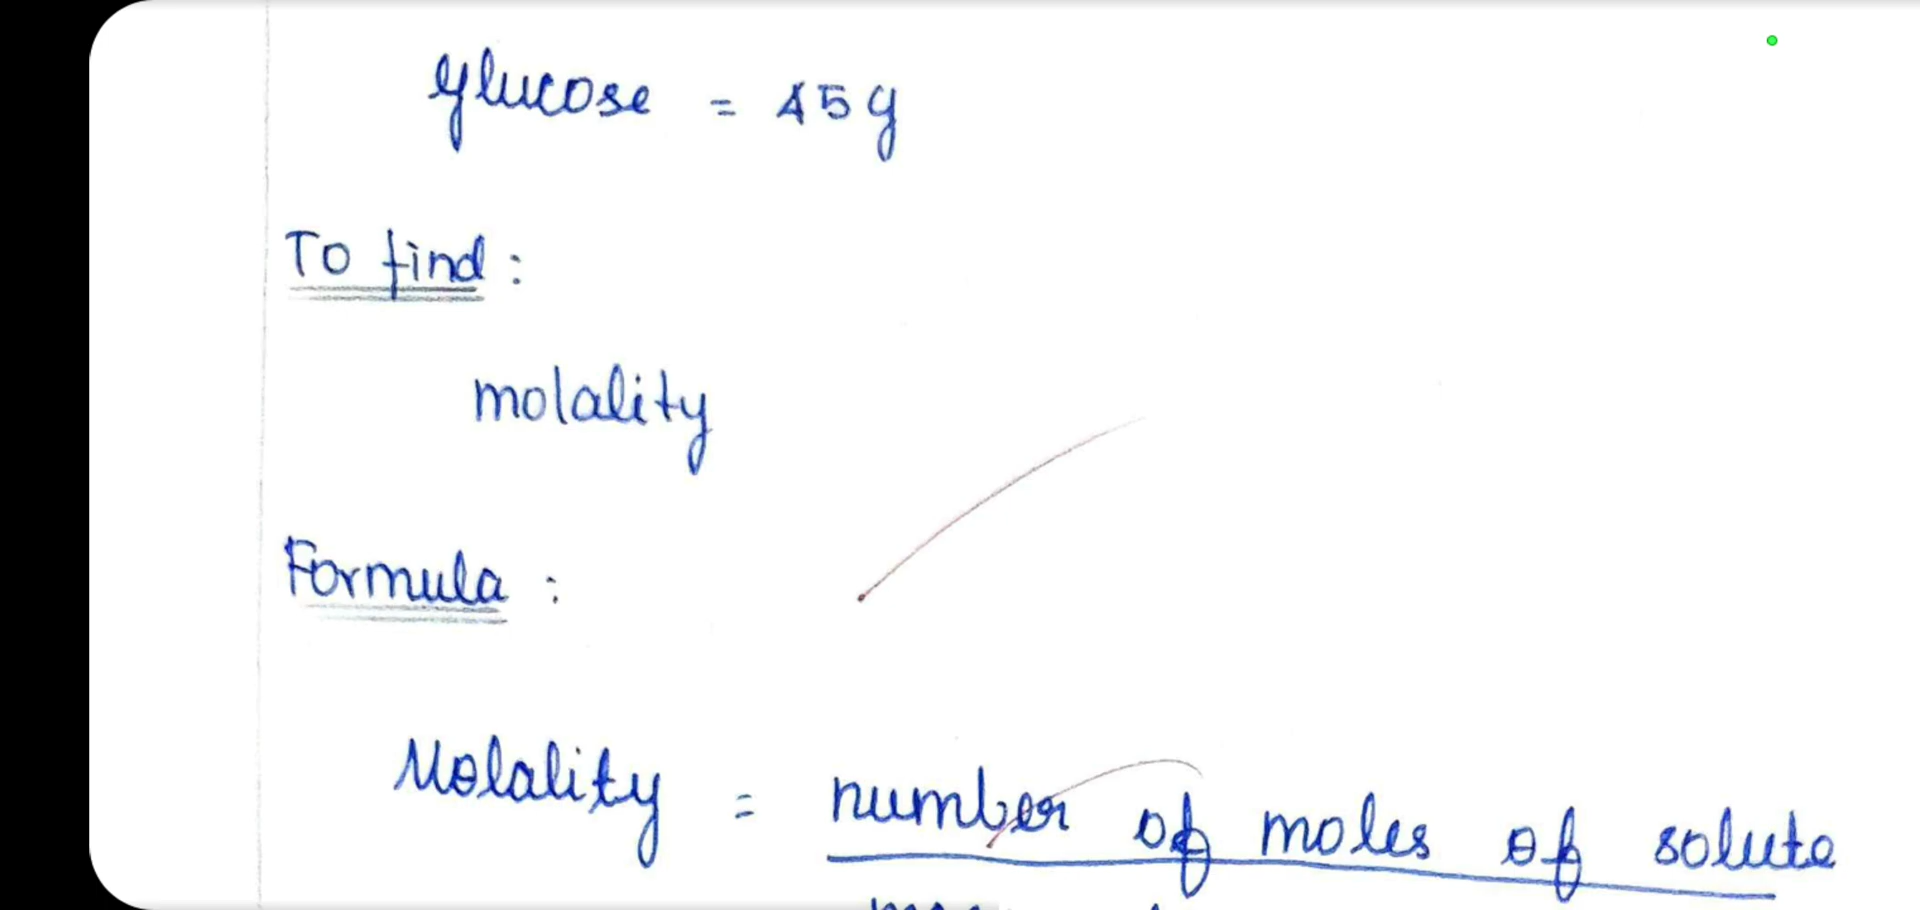 glucose = 45g
To find:
molality
Formula:
Molality = number of moles of solute